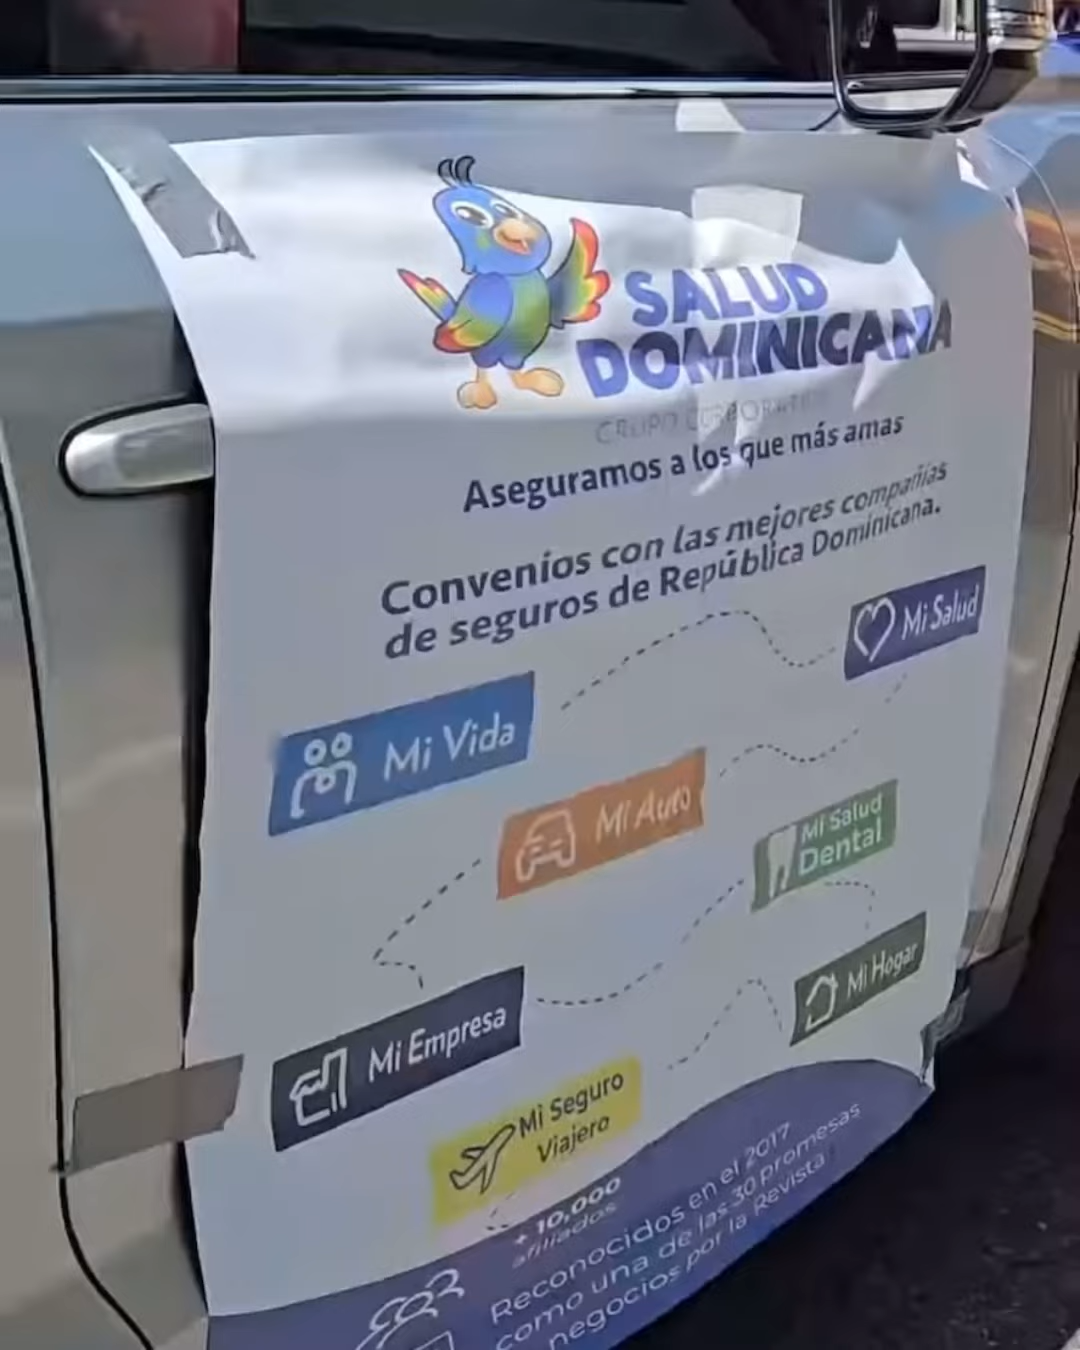 SALUD
DOMINICANA
GRUPO CORPORATIVO
Aseguramos a los que más amas
Convenios con las mejores compañías
de seguros de República Dominicana.
Mi Salud
Mi Vida
Mi Auto
Mi Salud
Dental
Mi Hogar
Mi Empresa
Mi Seguro
Viajero
+ 10,000
afiliados
Reconocidos en el 2017
como una de las 30 promesas
negocios por la Revista